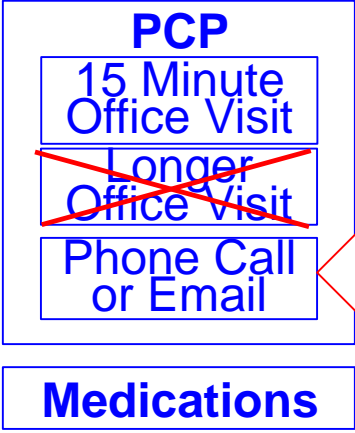 PCP
15 Minute
Office Visit
Longer
Office Visit
Phone Call
or Email
Medications